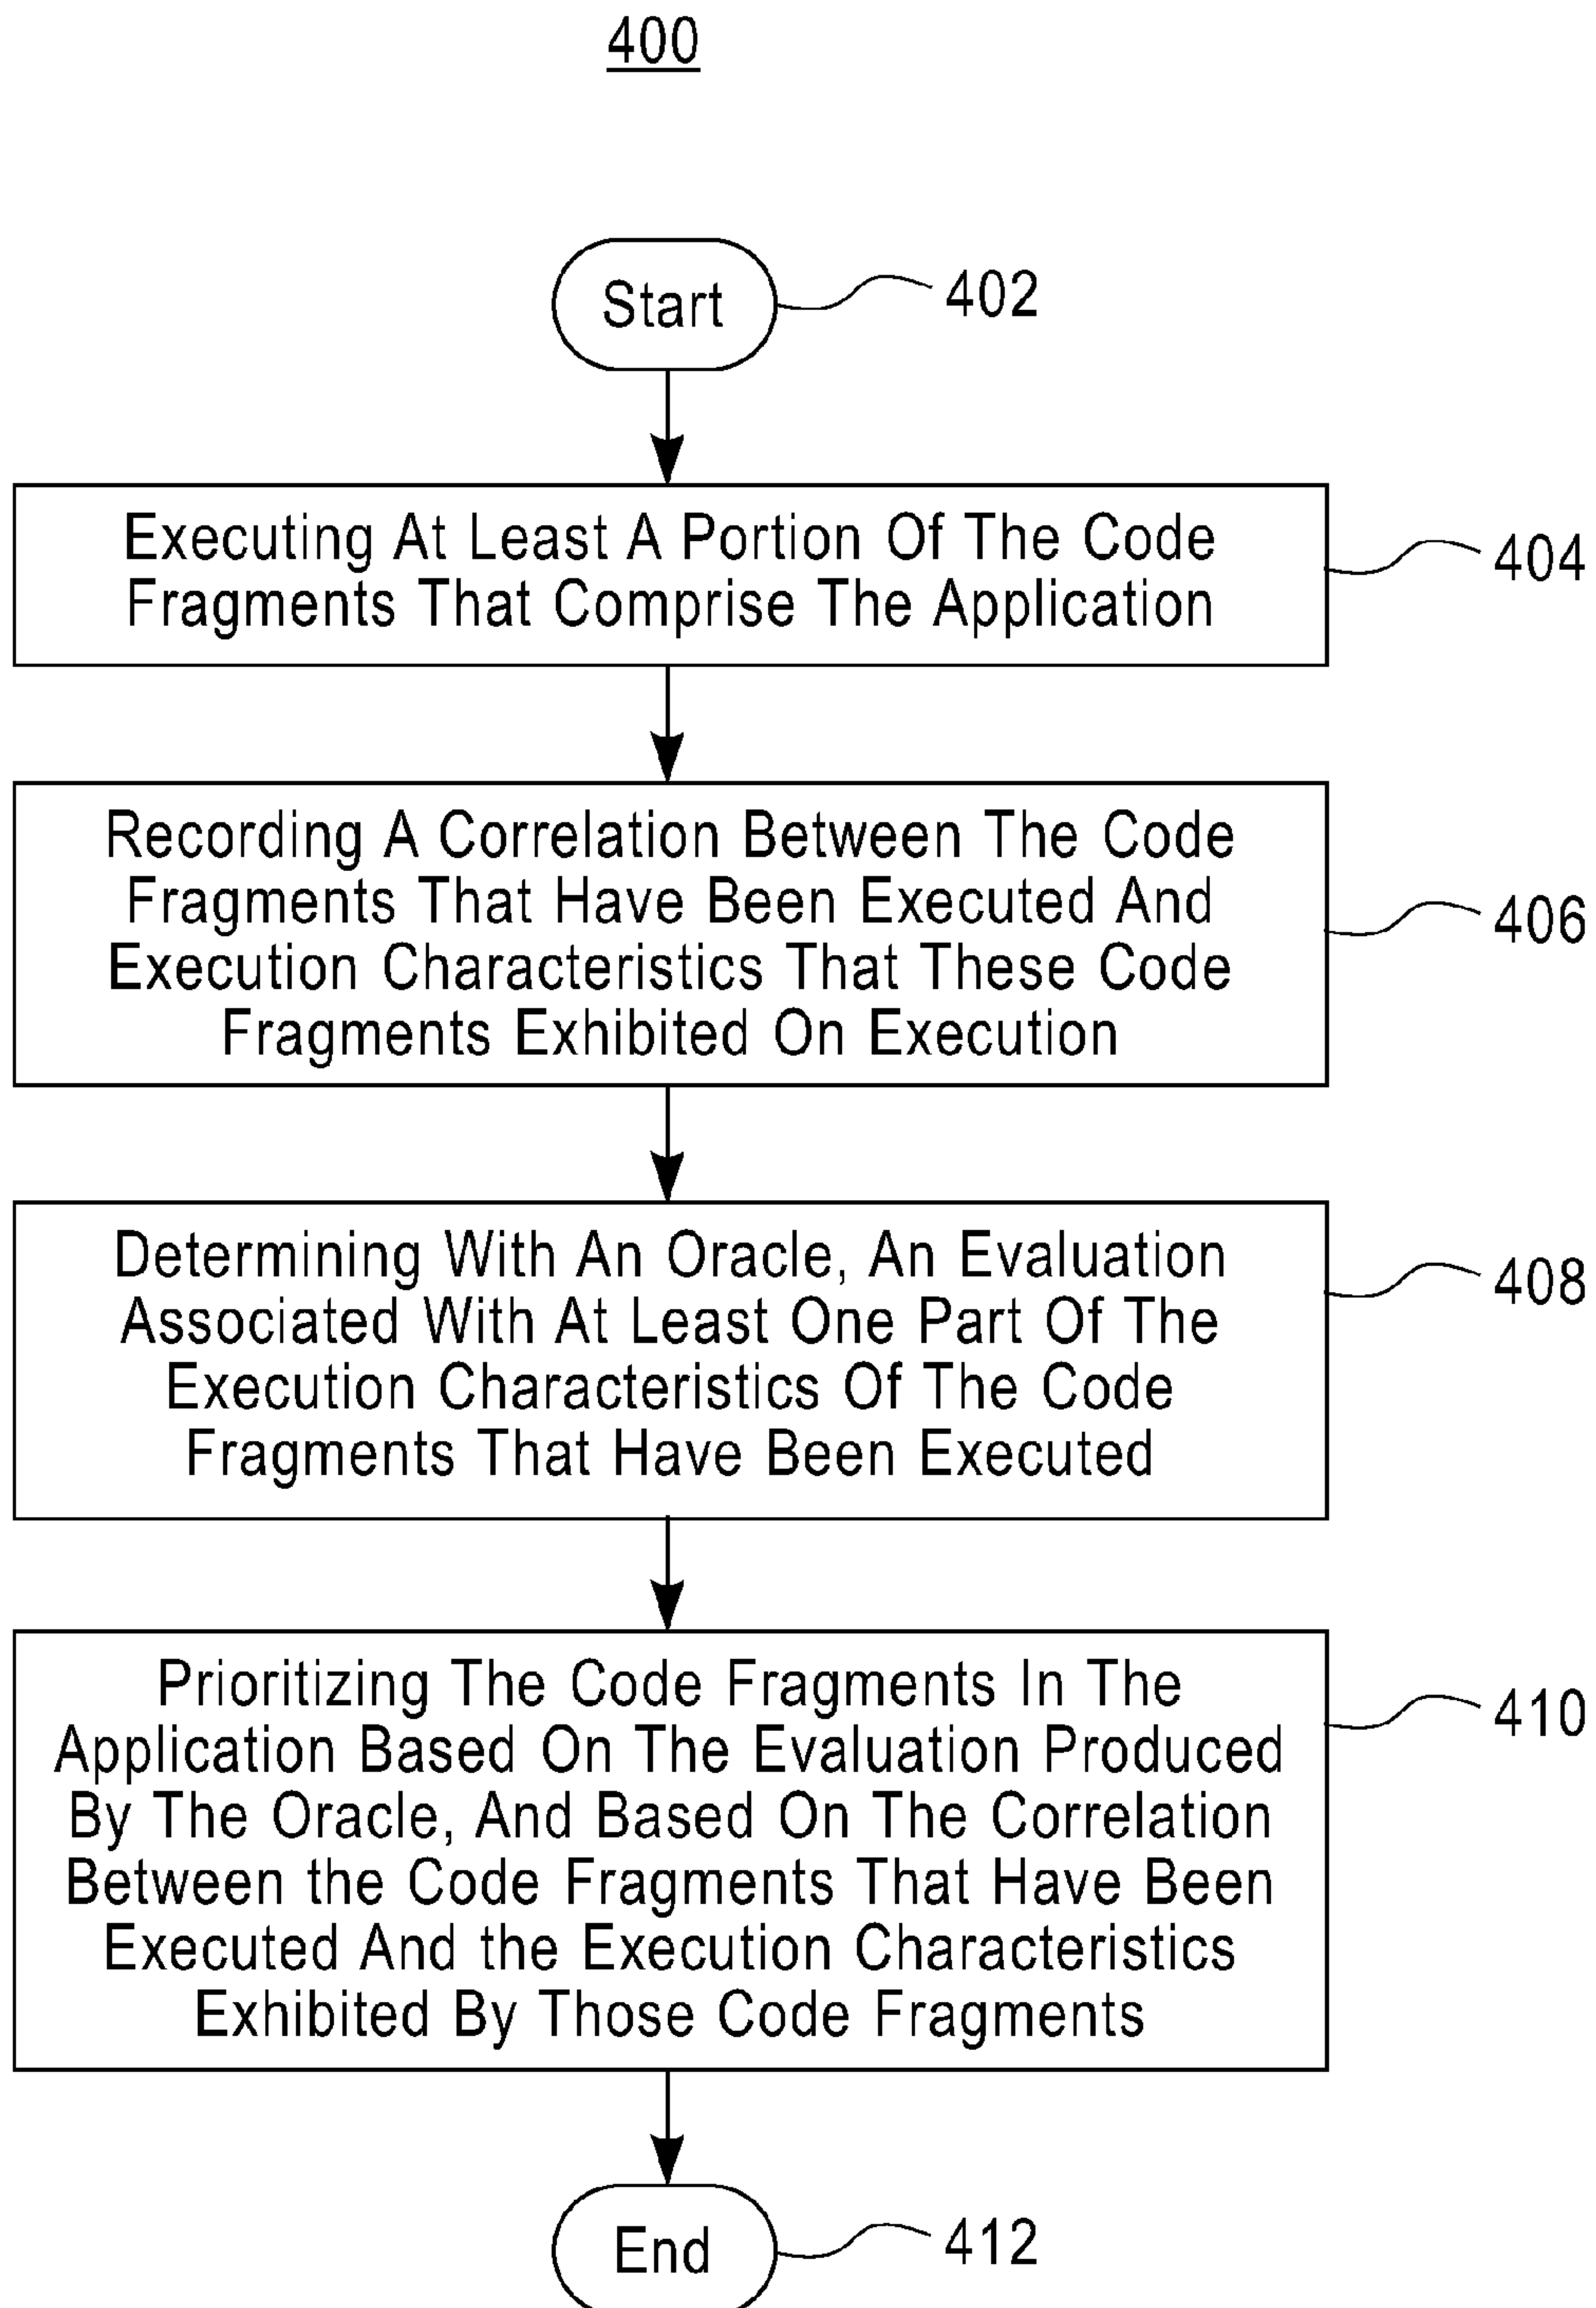 400
Start
402
Executing At Least A Portion Of The Code
Fragments That Comprise The Application
404
Recording A Correlation Between The Code
Fragments That Have Been Executed And
Execution Characteristics That These Code
Fragments Exhibited On Execution
406
Determining With An Oracle, An Evaluation
Associated With At Least One Part Of The
Execution Characteristics Of The Code
Fragments That Have Been Executed
408
Prioritizing The Code Fragments In The
Application Based On The Evaluation Produced
By The Oracle, And Based On The Correlation
Between the Code Fragments That Have Been
Executed And the Execution Characteristics
Exhibited By Those Code Fragments
410
End
412